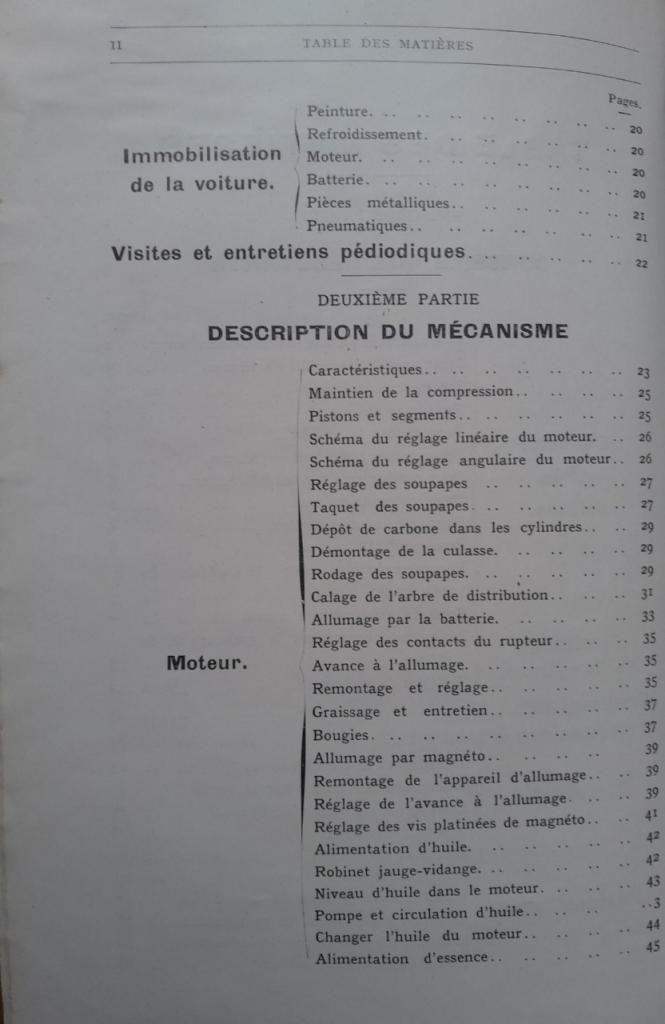 II TABLE DES MATIÈRES
Pages.
Peinture. .. .. .. .. .. .. .. 20
Refroidissement. .. .. .. .. .. .. 20
Immobilisation
Moteur. .. .. .. .. .. .. .. 20
de la voiture.
Batterie. .. .. .. .. .. .. .. 20
Pièces métalliques.. .. .. .. .. .. 21
Pneumatiques.. .. .. .. .. .. .. 21
Visites et entretiens pédiodiques. .. .. .. .. .. 22
DEUXIÈME PARTIE
DESCRIPTION DU MÉCANISME
Caractéristiques.. .. .. .. .. .. .. 23
Maintien de la compression.. .. .. .. 25
Pistons et segments.. .. .. .. .. .. 25
Schéma du réglage linéaire du moteur. .. 26
Schéma du réglage angulaire du moteur.. 26
Réglage des soupapes .. .. .. .. .. 27
Taquet des soupapes. .. .. .. .. .. 27
Dépôt de carbone dans les cylindres.. .. 29
Démontage de la culasse. .. .. .. .. 29
Rodage des soupapes. .. .. .. .. .. 29
Calage de l'arbre de distribution.. .. .. 31
Allumage par la batterie. .. .. .. .. 33
Réglage des contacts du rupteur.. .. .. 35
Moteur.
Avance à l'allumage. .. .. .. .. .. 35
Remontage et réglage.. .. .. .. .. 35
Graissage et entretien.. .. .. .. .. 37
Bougies. .. .. .. .. .. .. .. 37
Allumage par magnéto.. .. .. .. 39
Remontage de l'appareil d'allumage.. .. 39
Réglage de l'avance à l'allumage. .. .. 39
Réglage des vis platinées de magnéto.. .. 41
Alimentation d'huile. .. .. .. .. .. 42
Robinet jauge-vidange. .. .. .. .. .. 42
Niveau d'huile dans le moteur. .. .. .. 43
Pompe et circulation d'huile.. .. .. ..3
Changer l'huile du moteur.. .. .. .. 44
Alimentation d'essence.. .. .. .. .. 45